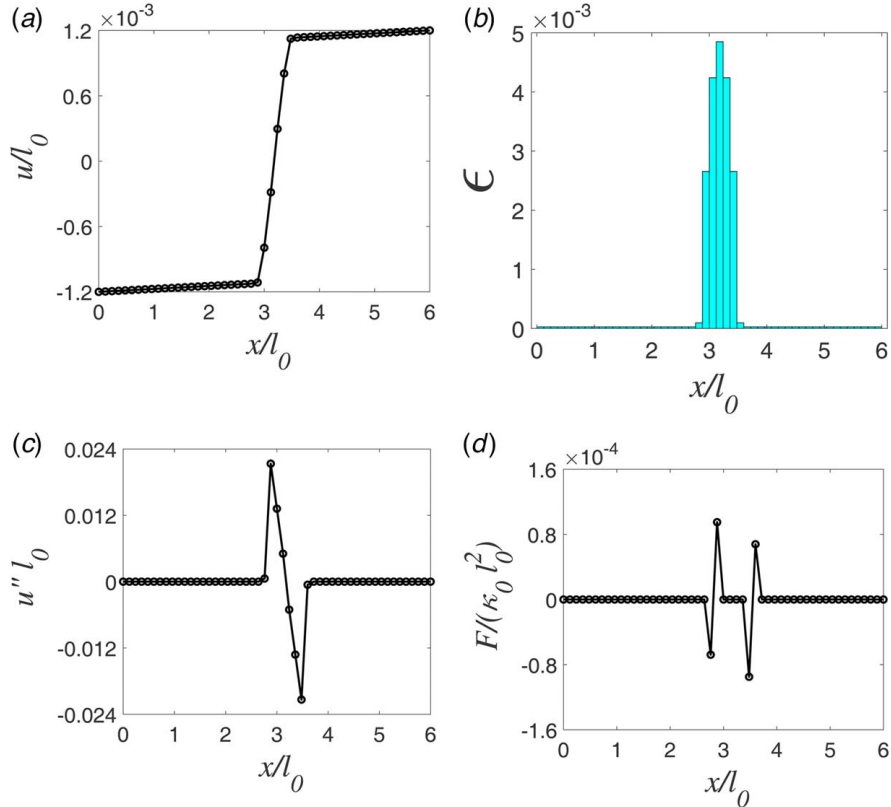 (a)
×10⁻³
1.2
0.6
0
-0.6
-1.2
u/l₀
0 1 2 3 4 5 6
x/l₀
(b)
×10⁻³
5
4
3
2
1
0
ϵ
0 1 2 3 4 5 6
x/l₀
(c)
0.024
0.012
0
-0.012
-0.024
u″ l₀
0 1 2 3 4 5 6
x/l₀
(d)
×10⁻⁴
1.6
0.8
0
-0.8
-1.6
F/(κ₀ l₀²)
0 1 2 3 4 5 6
x/l₀